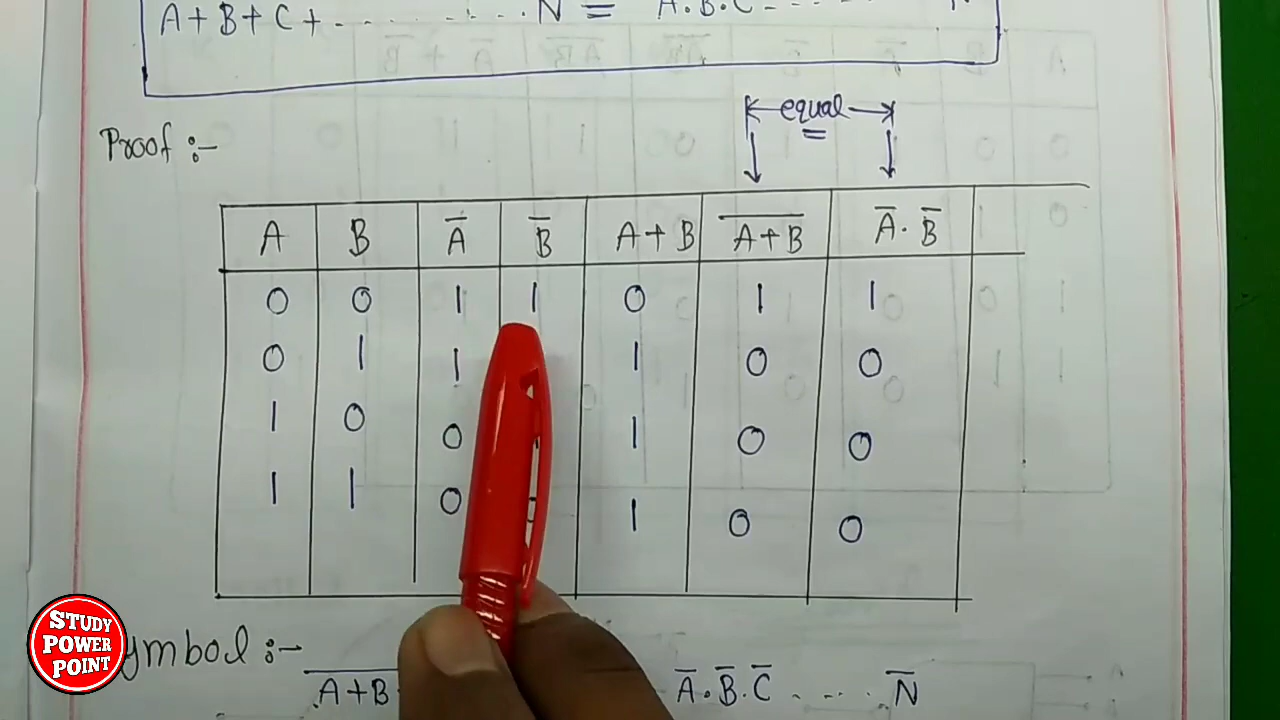 A+B+C+ - . . . . . . . . . . N = A.B.C - . . . . N
← equal →
=
Proof :-
A B A̅ B̅ A+B A̅+̅B̅ A̅.B̅
0 0 1 1 0 1 1
0 1 1 1 0 0
1 0 0 1 0 0
1 1 0 1 0 0
ymbol :-
A̅+̅B̅ A̅.B̅.C̅ . . . . . N̅
STUDY
POWER
POINT